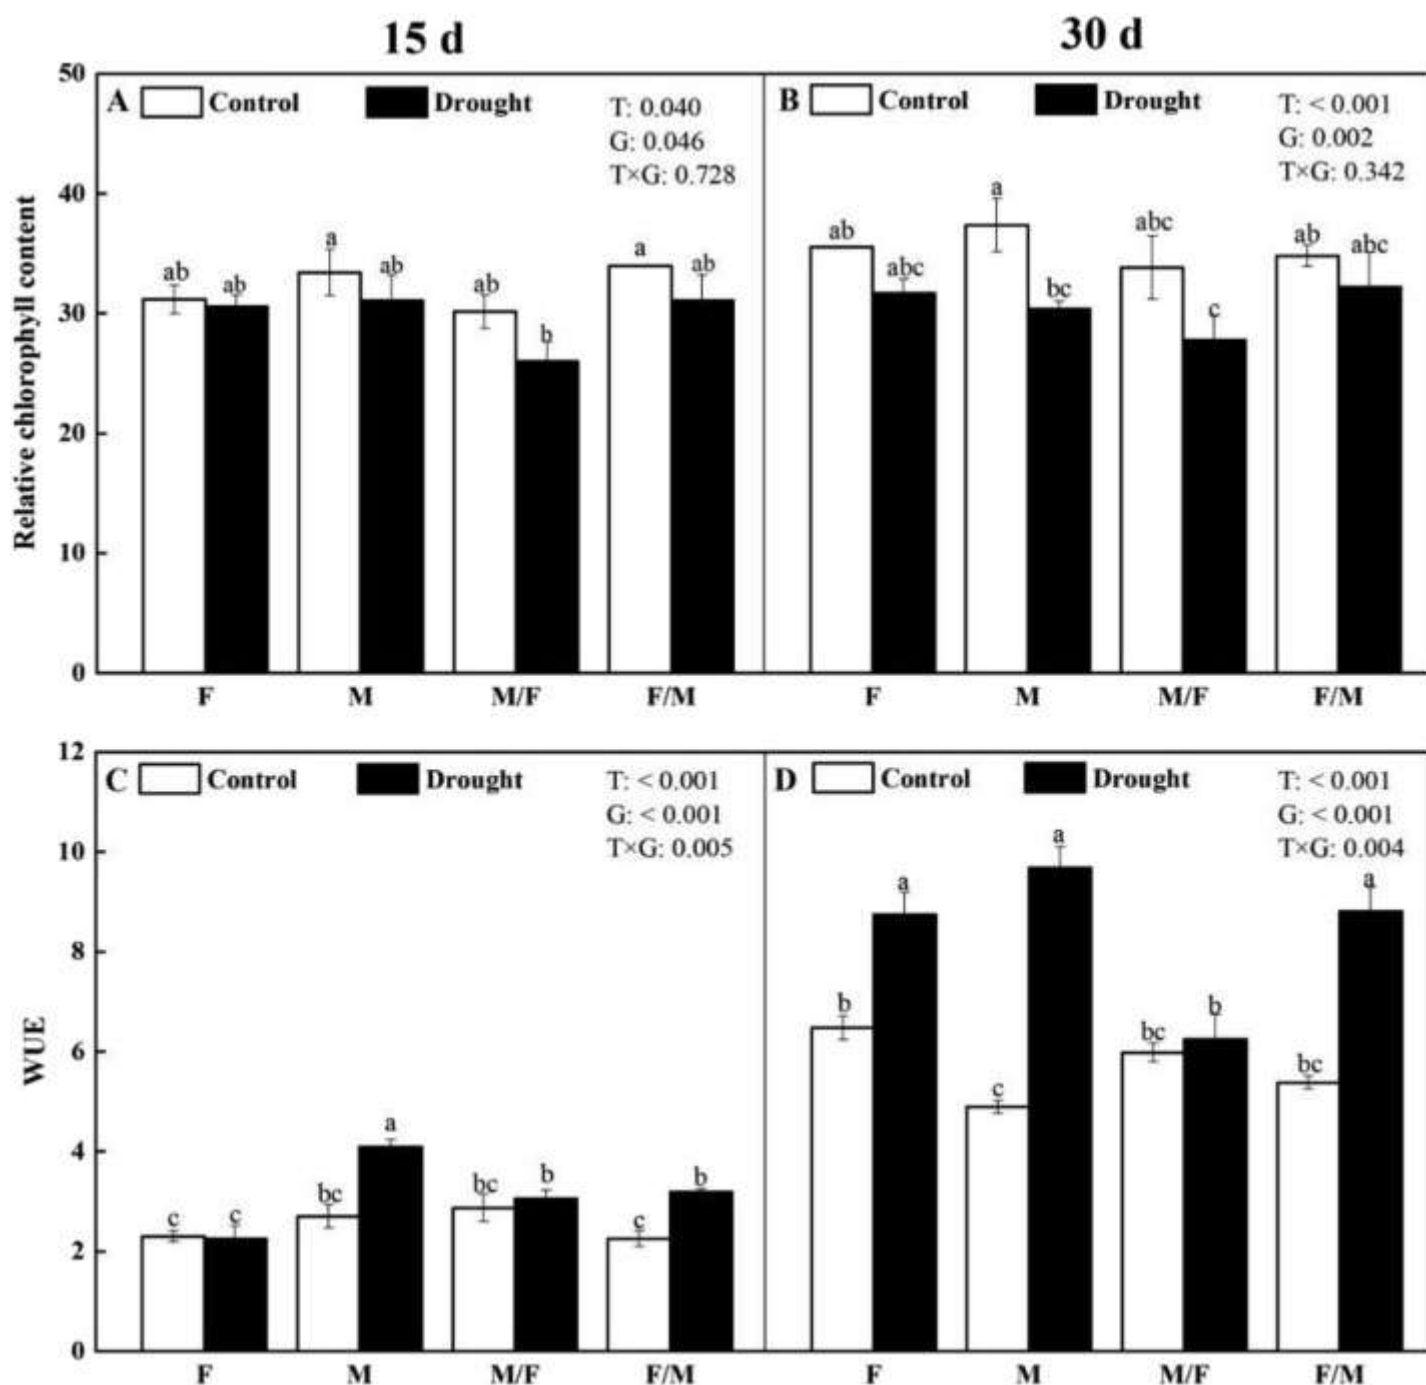 15 d
30 d
Relative chlorophyll content
50
40
30
20
10
0
A Control Drought
T: 0.040
G: 0.046
T×G: 0.728
ab ab a ab ab b a ab
F M M/F F/M
B Control Drought
T: < 0.001
G: 0.002
T×G: 0.342
ab abc a bc abc c ab abc
F M M/F F/M
WUE
12
10
8
6
4
2
0
C Control Drought
T: < 0.001
G: < 0.001
T×G: 0.005
c c bc a bc b c b
F M M/F F/M
D Control Drought
T: < 0.001
G: < 0.001
T×G: 0.004
b a c a bc b bc a
F M M/F F/M